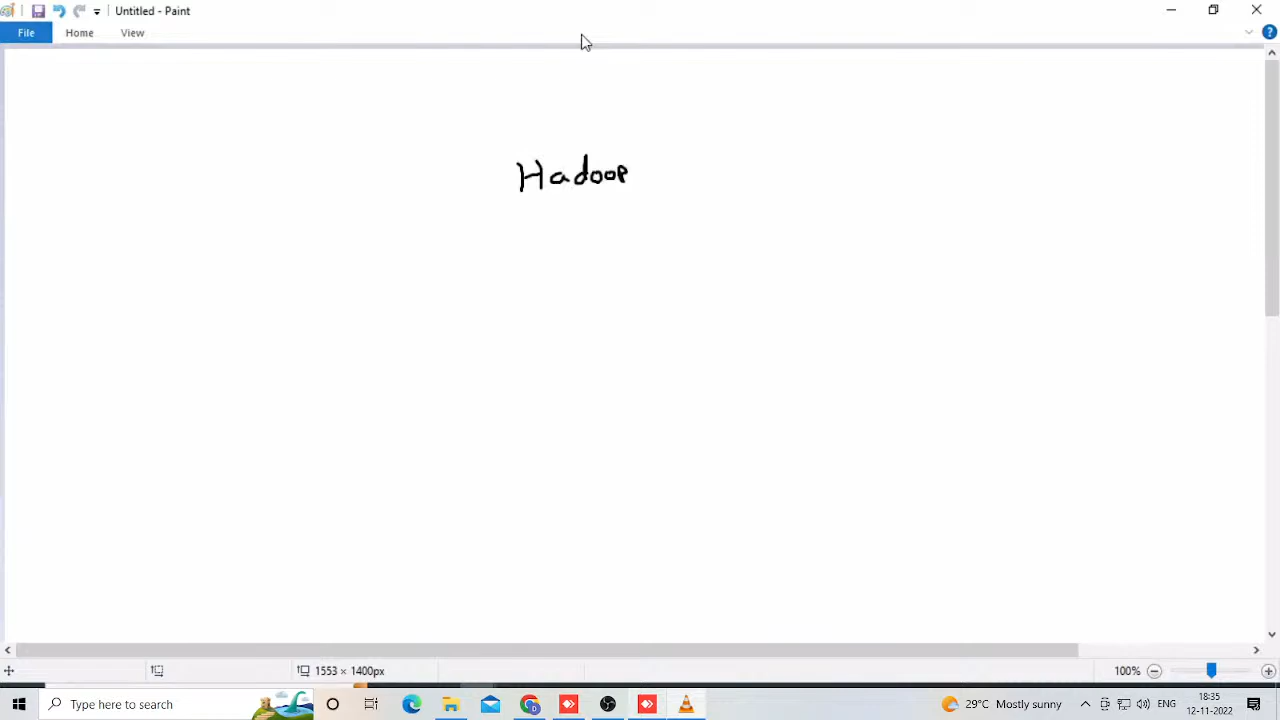 Untitled - Paint
File Home View
Hadoop
1553 × 1400px
100%
Type here to search
29°C Mostly sunny
ENG
18:35
12-11-2022